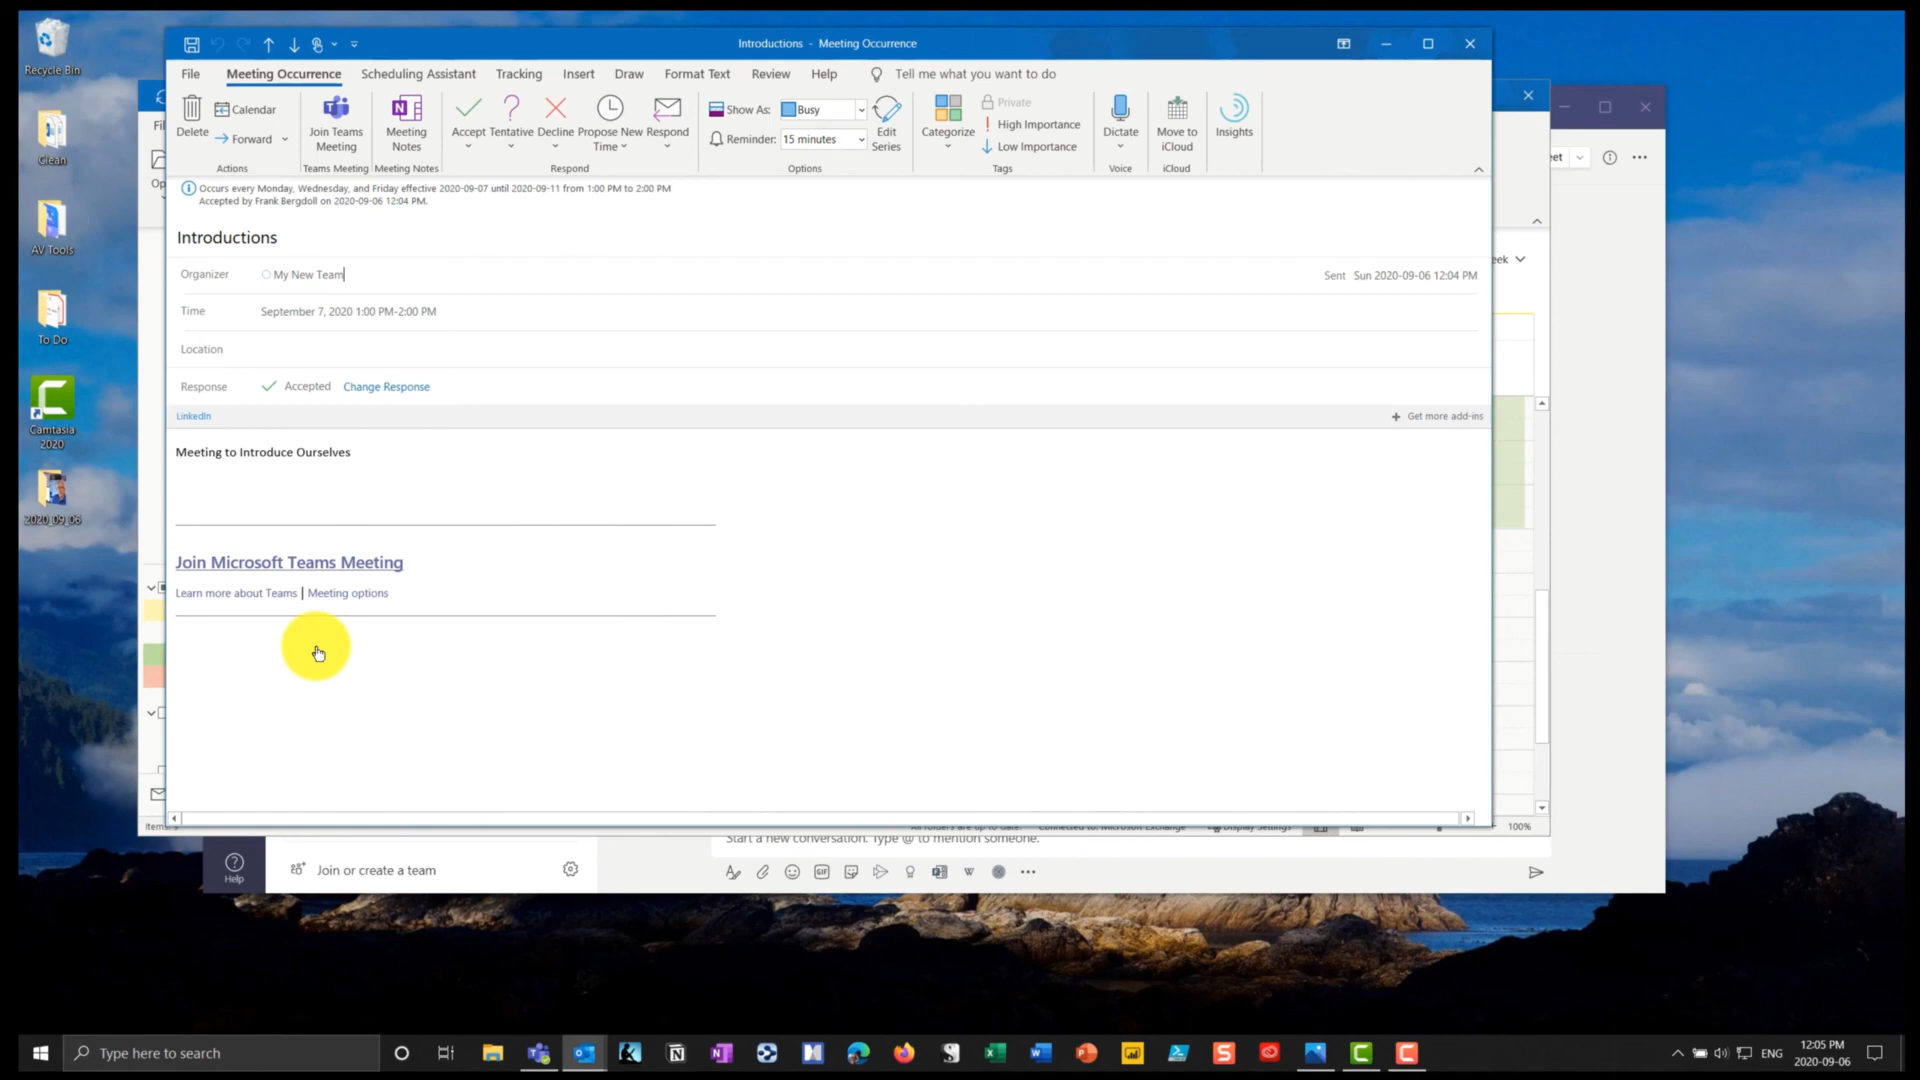 Recycle Bin
Clean
AV Tools
To Do
Camtasia
2020
2020_09_06
Introductions - Meeting Occurrence
File Meeting Occurrence Scheduling Assistant Tracking Insert Draw Format Text Review Help Tell me what you want to do
Delete
Calendar
Forward
Actions
Join Teams
Meeting
Teams Meeting
Meeting
Notes
Meeting Notes
Accept Tentative Decline Propose New
Time
Respond
Respond
Show As: Busy
Reminder: 15 minutes
Edit
Series
Options
Categorize
Private
High Importance
Low Importance
Tags
Dictate
Voice
Move to
iCloud
iCloud
Insights
Occurs every Monday, Wednesday, and Friday effective 2020-09-07 until 2020-09-11 from 1:00 PM to 2:00 PM
Accepted by Frank Bergdoll on 2020-09-06 12:04 PM.
Introductions
Organizer My New Team Sent Sun 2020-09-06 12:04 PM
Time September 7, 2020 1:00 PM-2:00 PM
Location
Response Accepted Change Response
LinkedIn Get more add-ins
Meeting to Introduce Ourselves
Join Microsoft Teams Meeting
Learn more about Teams | Meeting options
100%
Start a new conversation. Type @ to mention someone.
Help
Join or create a team
GIF
Type here to search
ENG
12:05 PM
2020-09-06